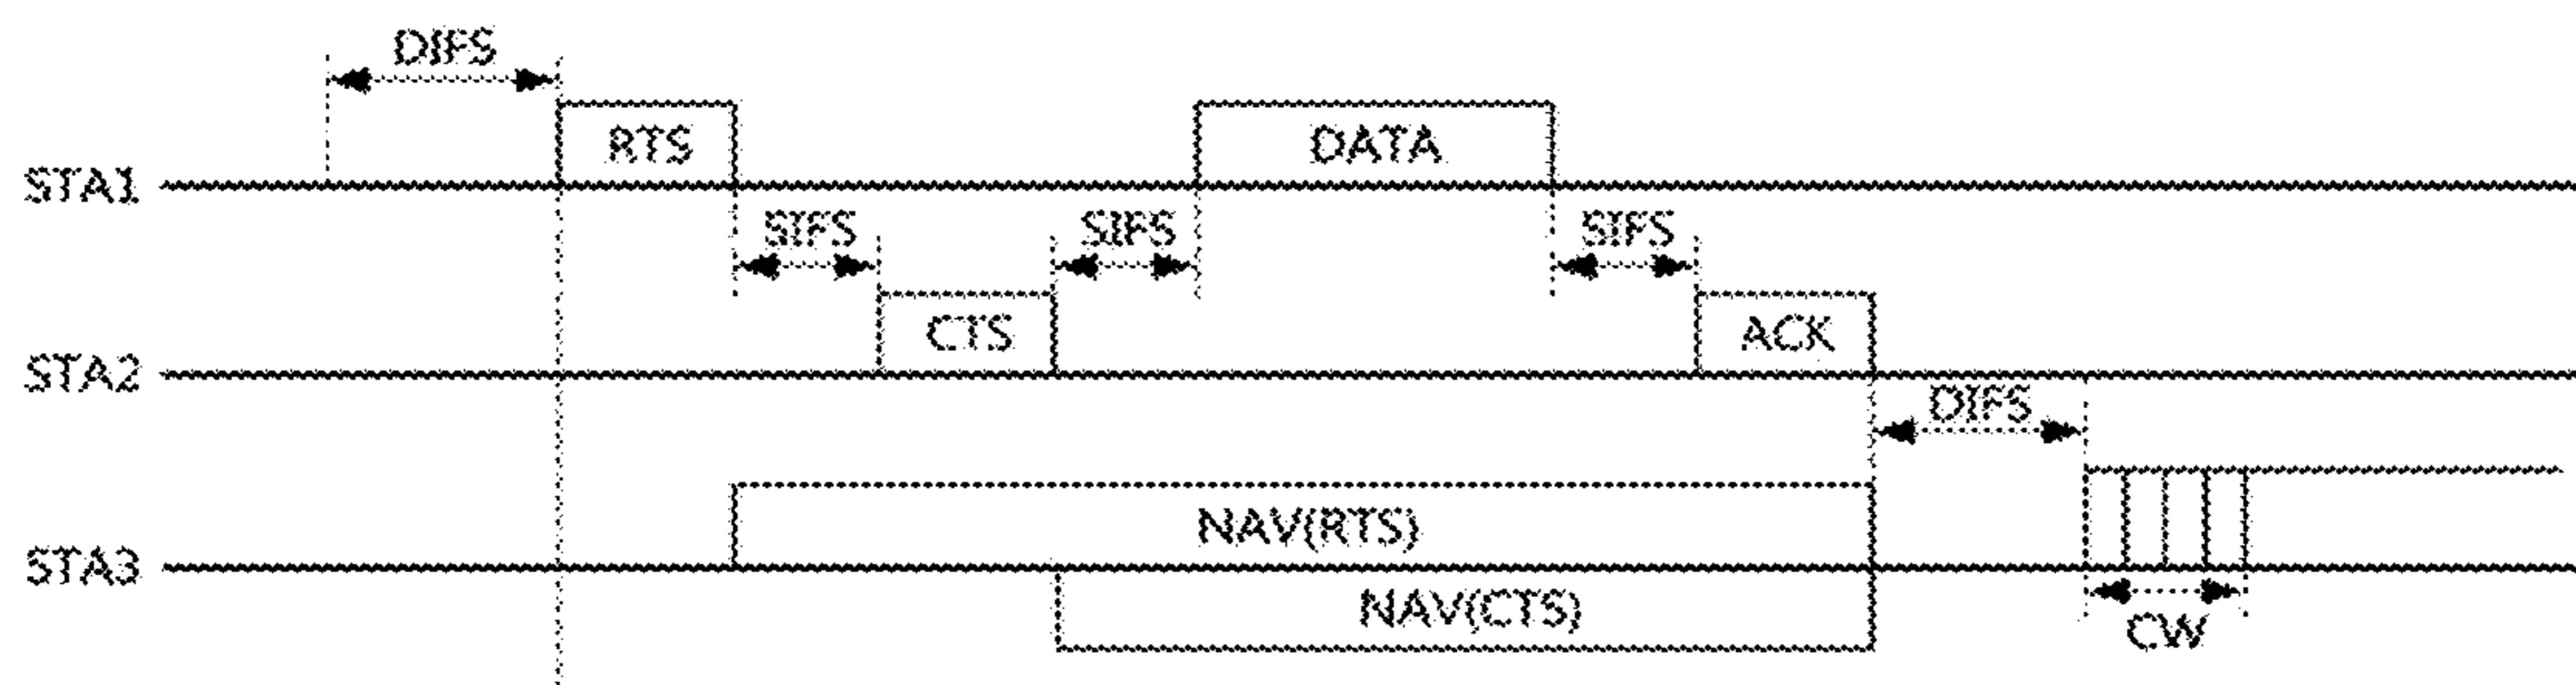 DIFS
RTS
DATA
STA1
SIFS
SIFS
SIFS
CTS
ACK
STA2
DIFS
NAV(RTS)
STA3
NAV(CTS)
CW